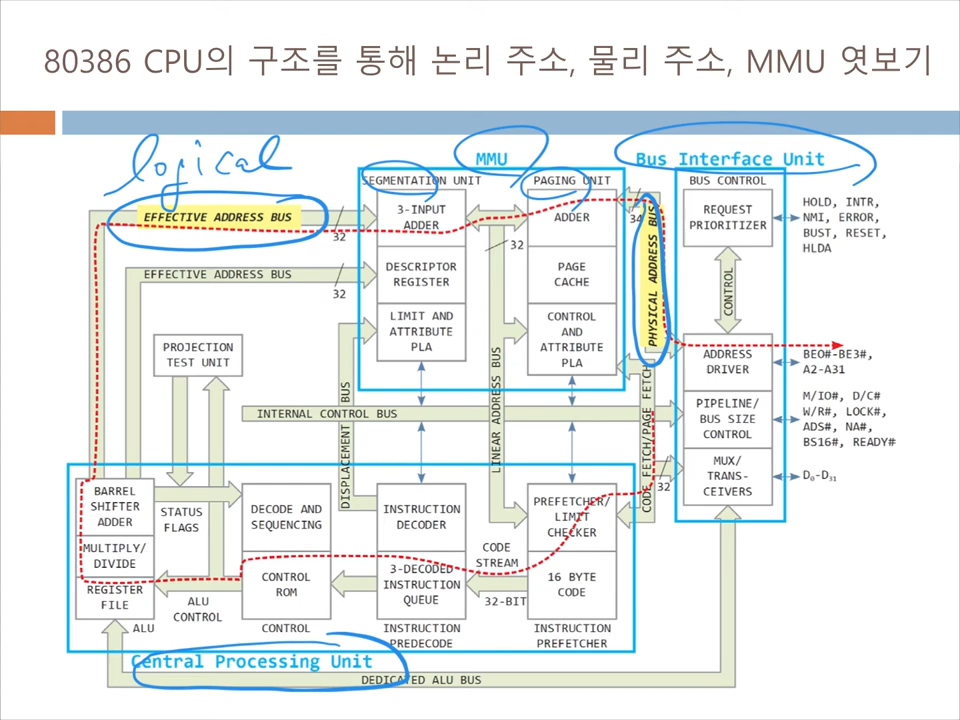 80386 CPU의 구조를 통해 논리 주소, 물리 주소, MMU 엿보기
logical
MMU
Bus Interface Unit
SEGMENTATION UNIT
PAGING UNIT
BUS CONTROL
EFFECTIVE ADDRESS BUS
32
3-INPUT
ADDER
32
ADDER
34
PHYSICAL ADDRESS BUS
REQUEST
PRIORITIZER
HOLD, INTR,
NMI, ERROR,
BUST, RESET,
HLDA
EFFECTIVE ADDRESS BUS
32
DESCRIPTOR
REGISTER
PAGE
CACHE
CONTROL
LIMIT AND
ATTRIBUTE
PLA
CONTROL
AND
ATTRIBUTE
PLA
PROJECTION
TEST UNIT
ADDRESS
DRIVER
BEO#-BE3#,
A2-A31
DISPLACEMENT BUS
LINEAR ADDRESS BUS
CODE FETCH/PAGE FETCH
INTERNAL CONTROL BUS
PIPELINE/
BUS SIZE
CONTROL
M/IO#, D/C#
W/R#, LOCK#,
ADS#, NA#,
BS16#, READY#
MUX/
TRANS-
CEIVERS
32
D₀-D₃₁
BARREL
SHIFTER
ADDER
STATUS
FLAGS
DECODE AND
SEQUENCING
INSTRUCTION
DECODER
PREFETCHER/
LIMIT
CHECKER
MULTIPLY/
DIVIDE
CODE
STREAM
REGISTER
FILE
ALU
CONTROL
CONTROL
ROM
3-DECODED
INSTRUCTION
QUEUE
32-BIT
16 BYTE
CODE
ALU
CONTROL
INSTRUCTION
PREDECODE
INSTRUCTION
PREFETCHER
Central Processing Unit
DEDICATED ALU BUS